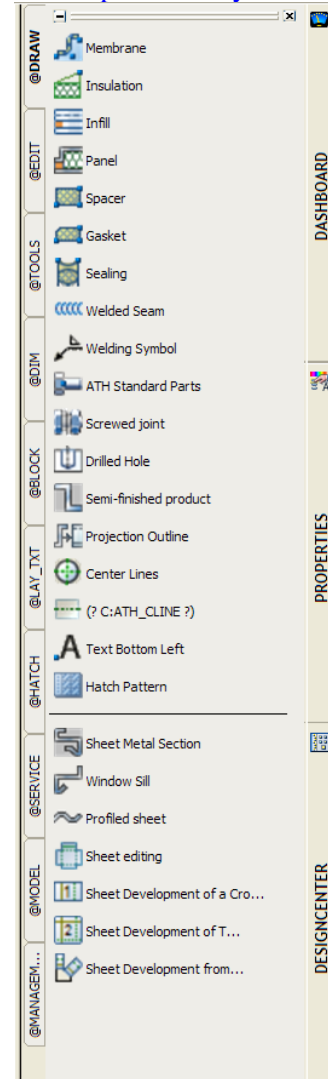 @DRAW
@EDIT
@TOOLS
@DIM
@BLOCK
@LAY_TXT
@HATCH
@SERVICE
@MODEL
@MANAGEM...
Membrane
Insulation
Infill
Panel
Spacer
Gasket
Sealing
Welded Seam
Welding Symbol
ATH Standard Parts
Screwed joint
Drilled Hole
Semi-finished product
Projection Outline
Center Lines
(? C:ATH_CLINE ?)
Text Bottom Left
Hatch Pattern
Sheet Metal Section
Window Sill
Profiled sheet
Sheet editing
Sheet Development of a Cro...
Sheet Development of T...
Sheet Development from...
DASHBOARD
PROPERTIES
DESIGNCENTER